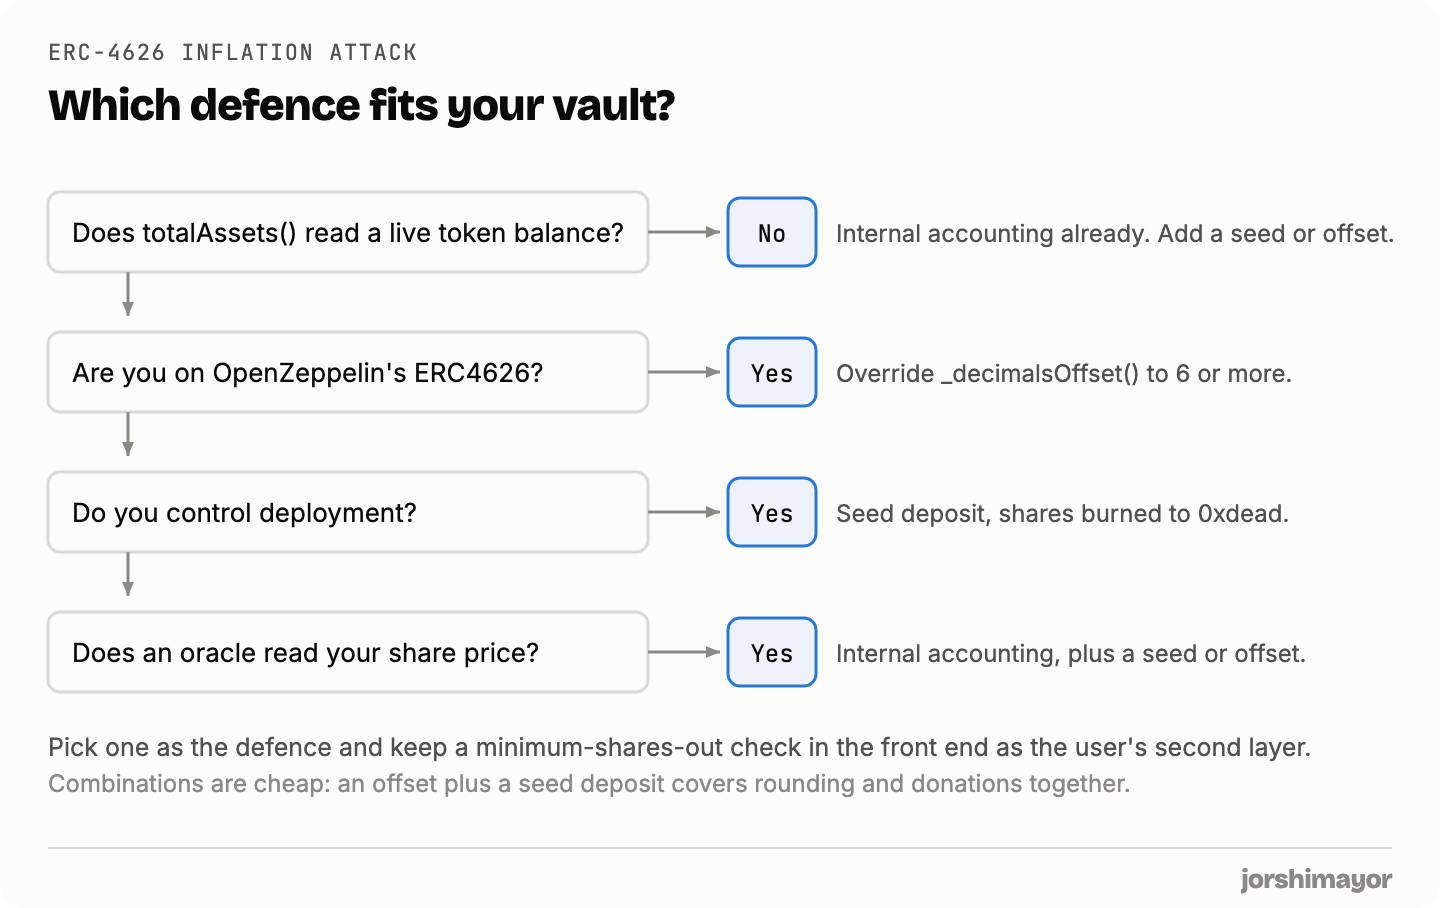 ERC-4626 INFLATION ATTACK
Which defence fits your vault?
Does totalAssets() read a live token balance?
No
Internal accounting already. Add a seed or offset.
Are you on OpenZeppelin's ERC4626?
Yes
Override _decimalsOffset() to 6 or more.
Do you control deployment?
Yes
Seed deposit, shares burned to 0xdead.
Does an oracle read your share price?
Yes
Internal accounting, plus a seed or offset.
Pick one as the defence and keep a minimum-shares-out check in the front end as the user's second layer.
Combinations are cheap: an offset plus a seed deposit covers rounding and donations together.
jorshimayor